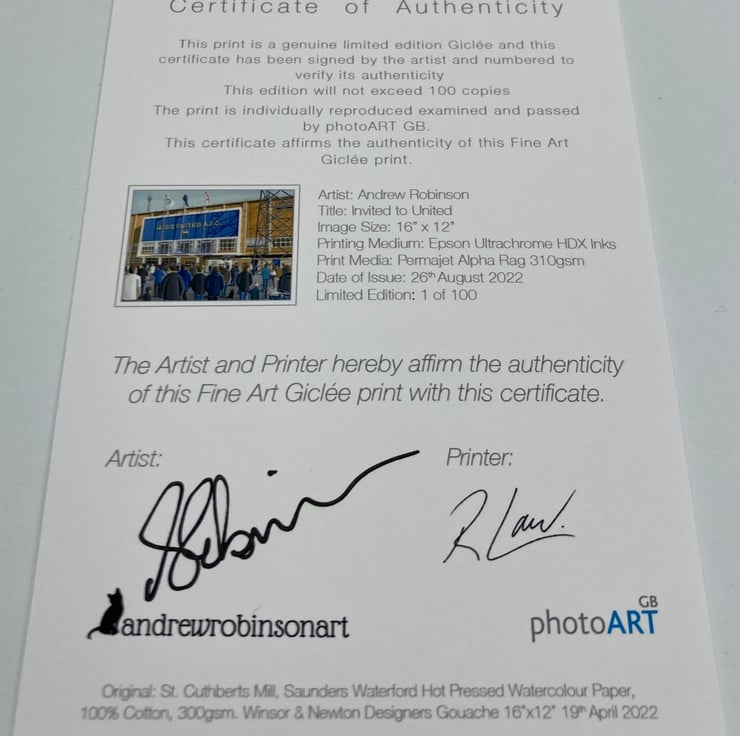 Certificate of Authenticity
This print is a genuine limited edition Giclée and this
certificate has been signed by the artist and numbered to
verify its authenticity
This edition will not exceed 100 copies
The print is individually reproduced examined and passed
by photoART GB.
This certificate affirms the authenticity of this Fine Art
Giclée print.
LEEDS UNITED A.F.C.
Artist: Andrew Robinson
Title: Invited to United
Image Size: 16" x 12"
Printing Medium: Epson Ultrachrome HDX Inks
Print Media: Permajet Alpha Rag 310gsm
Date of Issue: 26th August 2022
Limited Edition: 1 of 100
The Artist and Printer hereby affirm the authenticity
of this Fine Art Giclée print with this certificate.
Artist:
Printer:
R Law.
andrewrobinsonart
photoART GB
Original: St. Cuthberts Mill, Saunders Waterford Hot Pressed Watercolour Paper,
100% Cotton, 300gsm. Winsor & Newton Designers Gouache 16"x12" 19th April 2022